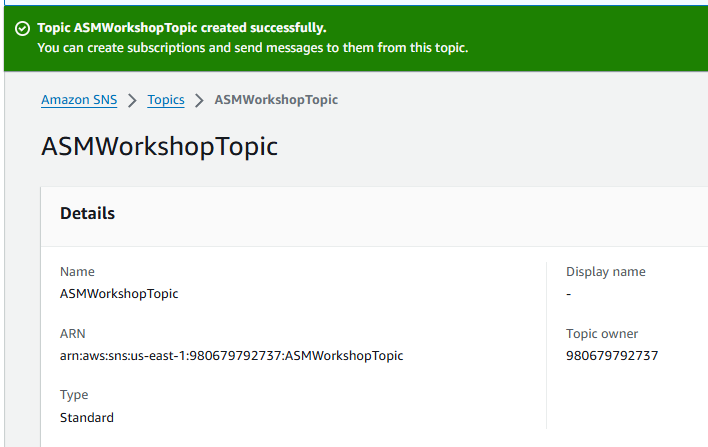 Topic ASMWorkshopTopic created successfully.
You can create subscriptions and send messages to them from this topic.
Amazon SNS > Topics > ASMWorkshopTopic
ASMWorkshopTopic
Details
Name
ASMWorkshopTopic
ARN
arn:aws:sns:us-east-1:980679792737:ASMWorkshopTopic
Type
Standard
Display name
-
Topic owner
980679792737